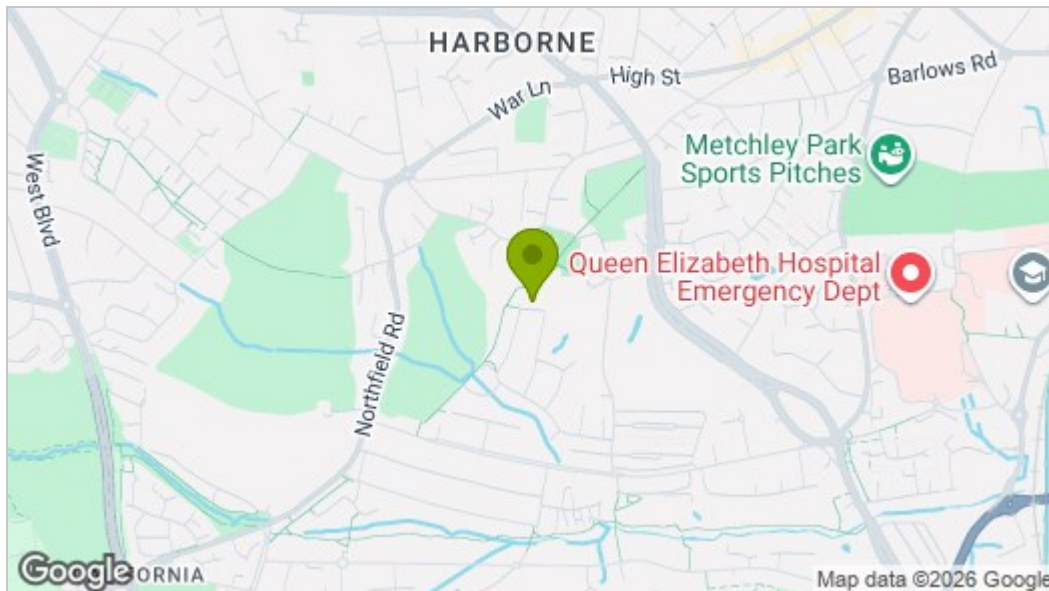 HARBORNE
High St
Barlows Rd
War Ln
Metchley Park
Sports Pitches
West Blvd
Queen Elizabeth Hospital
Emergency Dept
Northfield Rd
Google
FORNIA
Map data ©2026 Google